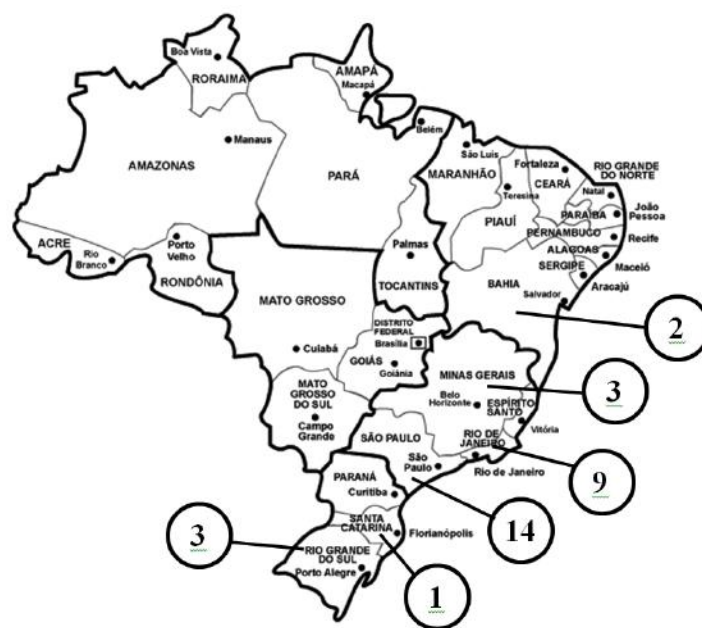 Boa Vista
RORAIMA
AMAPÁ
Macapá
Belém
Manaus
AMAZONAS
PARÁ
São Luis
MARANHÃO
Teresina
Fortaleza
CEARÁ
RIO GRANDE
DO NORTE
Natal
PARAÍBA
João
Pessoa
PIAUÍ
PERNAMBUCO
Recife
ALAGOAS
Maceió
SERGIPE
Aracajú
ACRE
Rio
Branco
Porto
Velho
RONDÔNIA
Palmas
TOCANTINS
BAHIA
Salvador
2
MATO GROSSO
Cuiabá
DISTRITO
FEDERAL
Brasília
GOIÁS
Goiânia
MINAS GERAIS
3
Belo
Horizonte
ESPÍRITO
SANTO
Vitória
MATO
GROSSO
DO SUL
Campo
Grande
SÃO PAULO
São
Paulo
RIO DE
JANEIRO
Rio de Janeiro
9
14
PARANÁ
Curitiba
SANTA
CATARINA
Florianópolis
3
RIO GRANDE
DO SUL
Porto Alegre
1